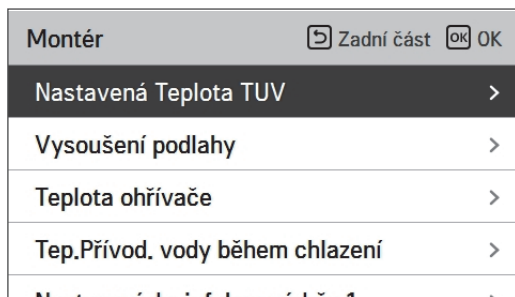 Montér Zadní část OK OK
Nastavená Teplota TUV
Vysoušení podlahy
Teplota ohřívače
Tep.Přívod. vody během chlazení